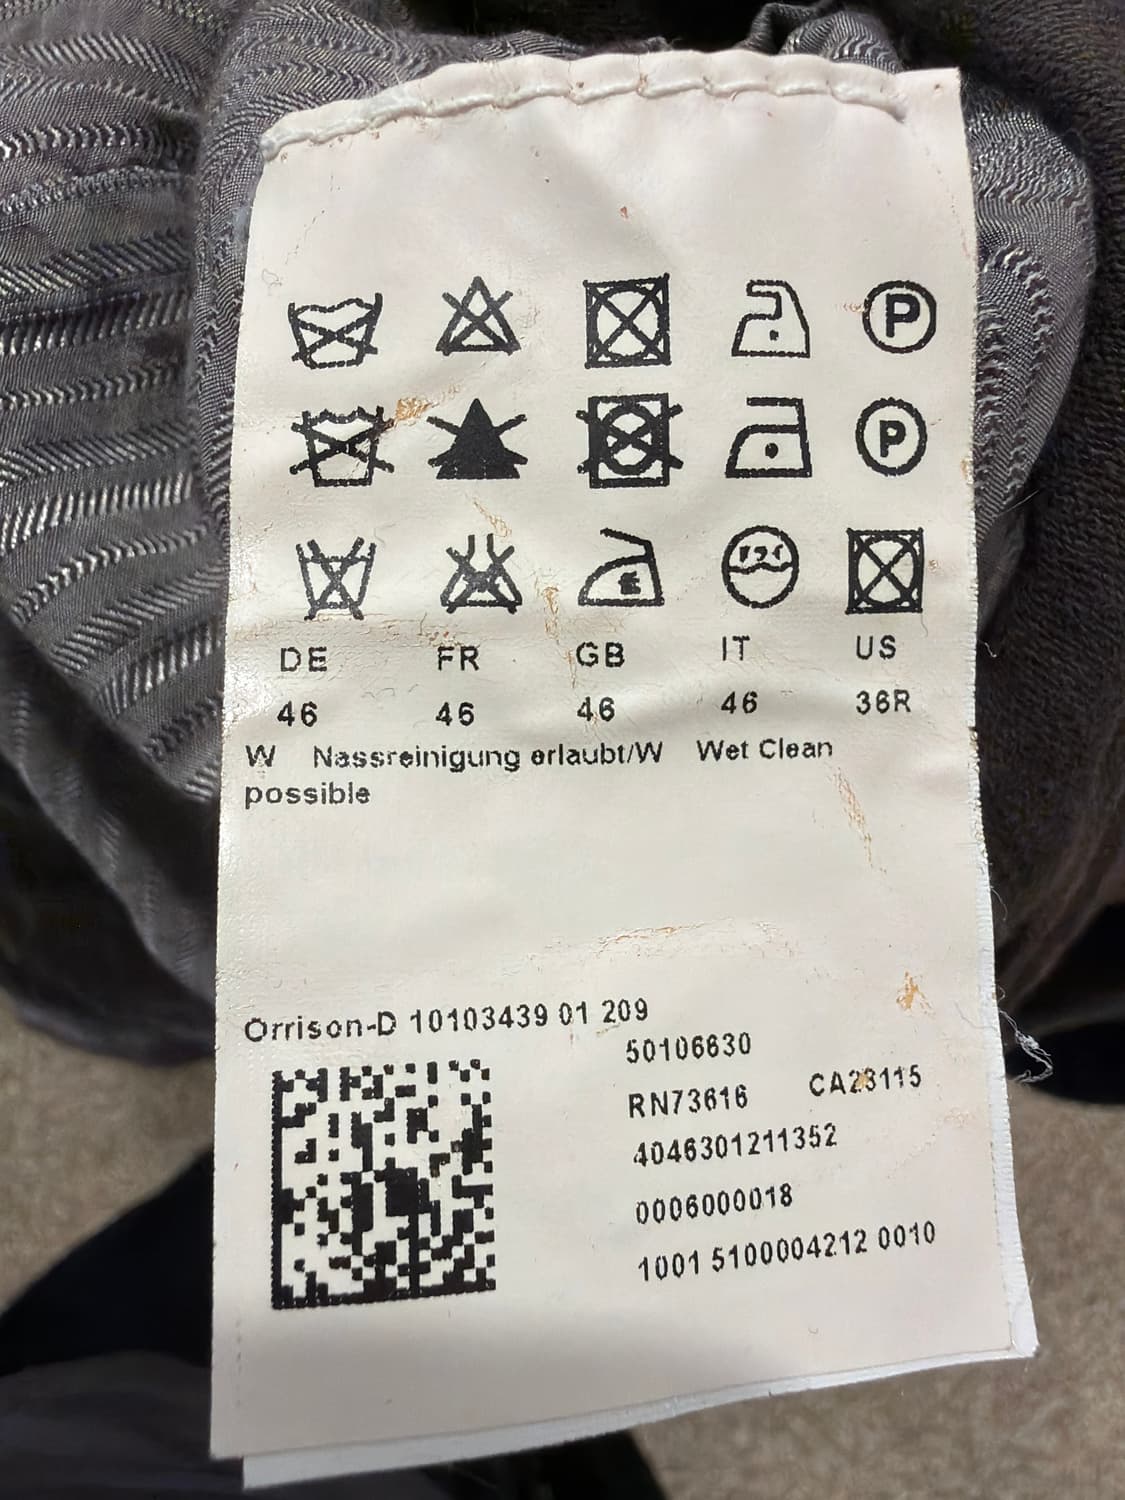 P
P
DE FR GB IT US
46 46 46 46 36R
W Nassreinigung erlaubt/W Wet Clean
possible
Orrison-D 10103439 01 209
50106630
RN73616 CA23115
4046301211352
0006000018
1001 5100004212 0010